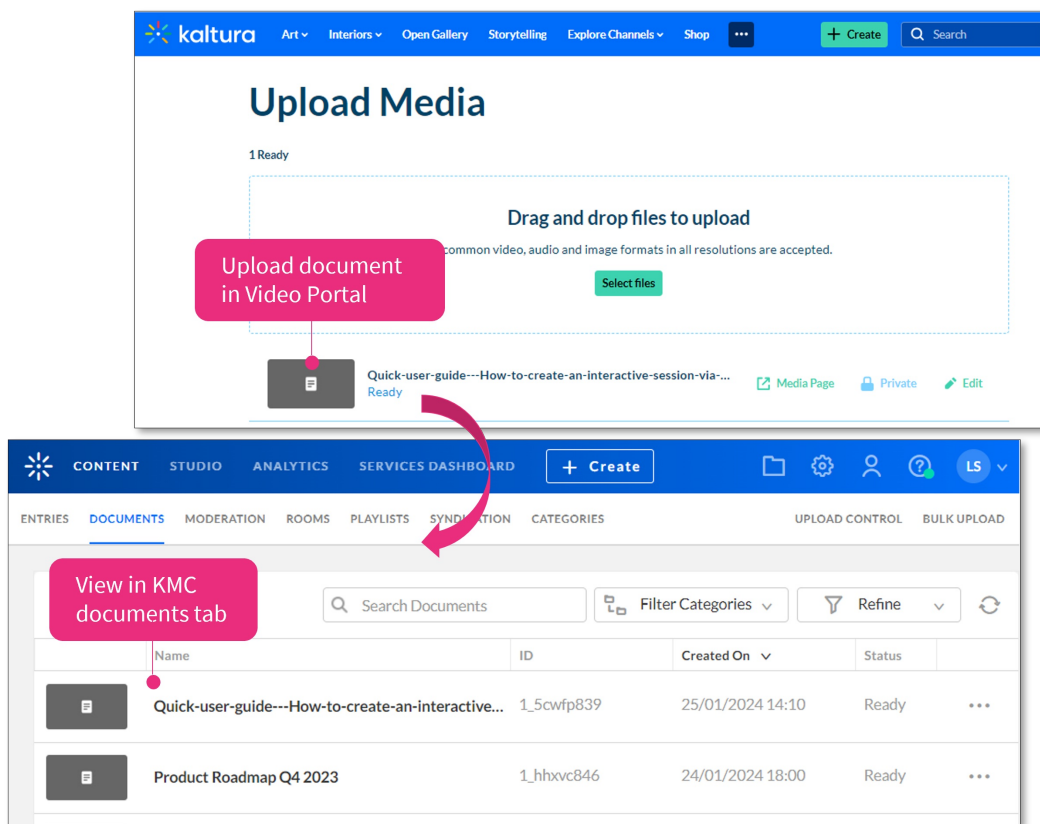 kaltura Art Interiors Open Gallery Storytelling Explore Channels Shop ••• + Create Search
Upload Media
1 Ready
Drag and drop files to upload
common video, audio and image formats in all resolutions are accepted.
Select files
Upload document
in Video Portal
Quick-user-guide---How-to-create-an-interactive-session-via-...
Ready
Media Page Private Edit
CONTENT STUDIO ANALYTICS SERVICES DASHBOARD + Create ? LS
ENTRIES DOCUMENTS MODERATION ROOMS PLAYLISTS SYNDICATION CATEGORIES UPLOAD CONTROL BULK UPLOAD
View in KMC
documents tab
Search Documents Filter Categories Refine
Name ID Created On Status
Quick-user-guide---How-to-create-an-interactive... 1_5cwfp839 25/01/2024 14:10 Ready •••
Product Roadmap Q4 2023 1_hhxvc846 24/01/2024 18:00 Ready •••